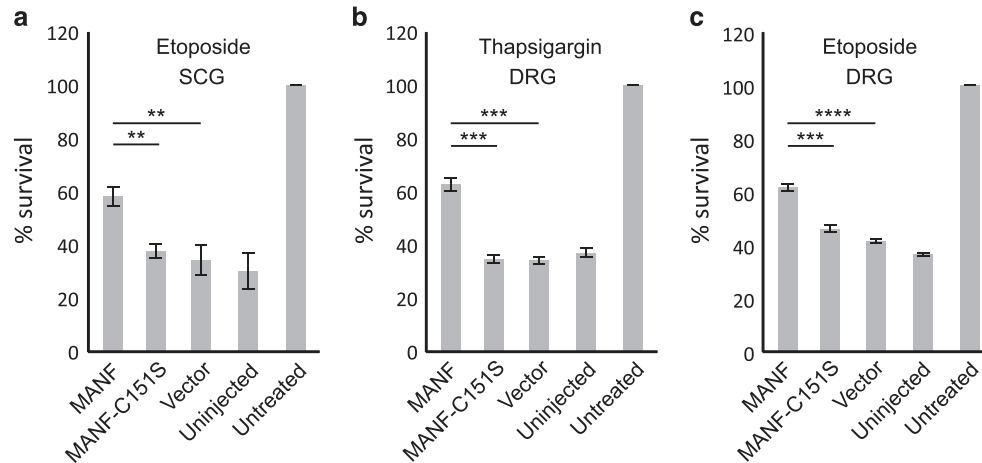 a
Etoposide
SCG
% survival
120
100
80
60
40
20
0
**
**
MANF
MANF-C151S
Vector
Uninjected
Untreated
b
Thapsigargin
DRG
120
100
80
60
40
20
0
***
***
MANF
MANF-C151S
Vector
Uninjected
Untreated
c
Etoposide
DRG
% survival
120
100
80
60
40
20
0
****
***
MANF
MANF-C151S
Vector
Uninjected
Untreated